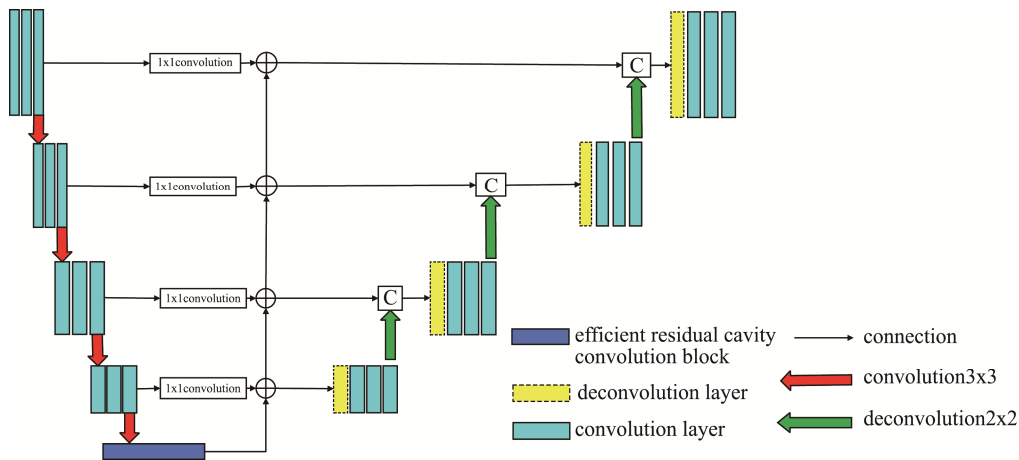 1x1convolution
C
1x1convolution
C
1x1convolution
C
1x1convolution
efficient residual cavity
convolution block
deconvolution layer
convolution layer
connection
convolution3x3
deconvolution2x2